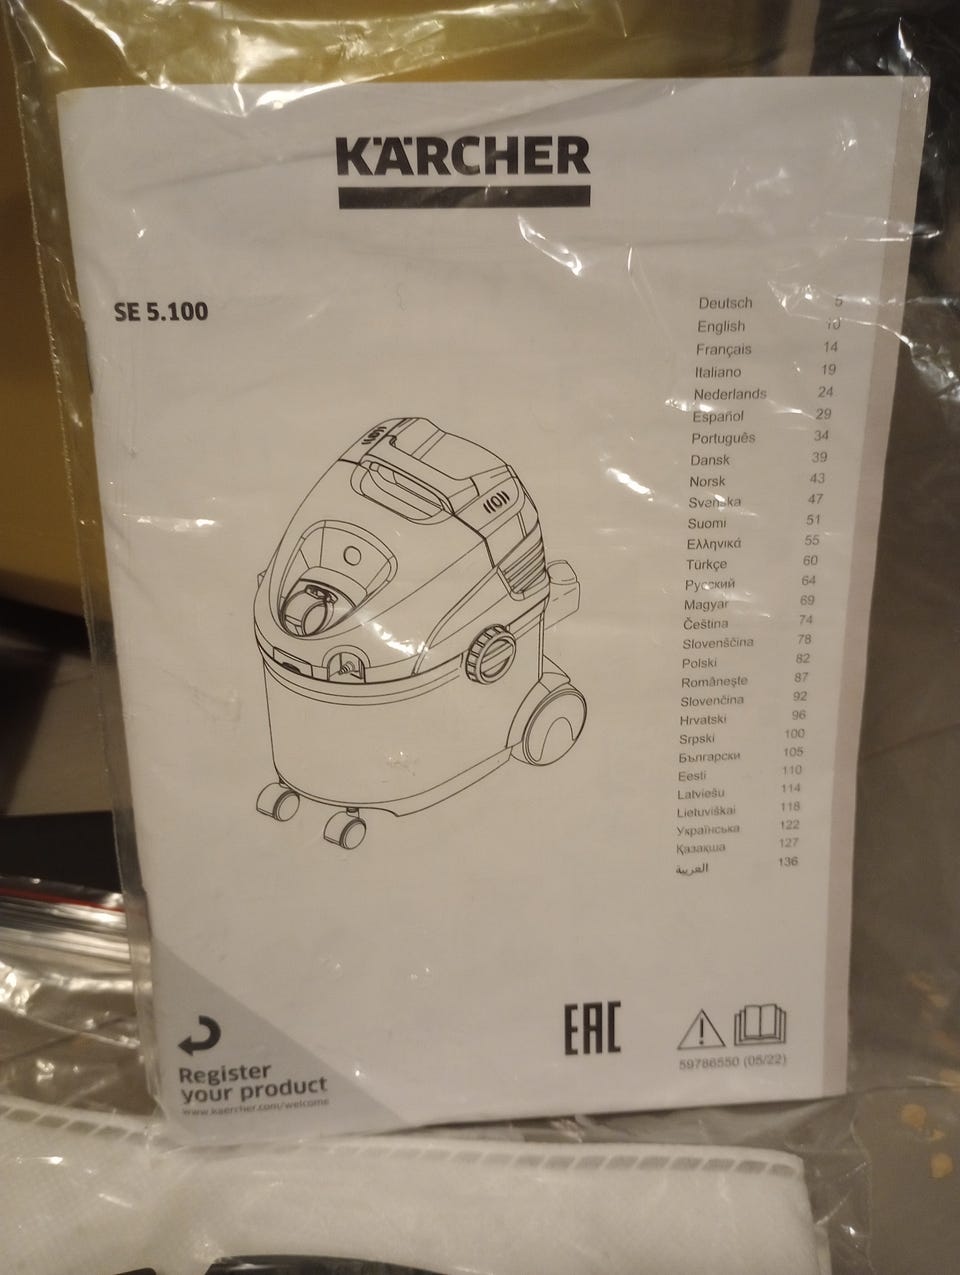 KÄRCHER
SE 5.100
Deutsch 5
English 10
Français 14
Italiano 19
Nederlands 24
Español 29
Português 34
Dansk 39
Norsk 43
Svenska 47
Suomi 51
Ελληνικά 55
Türkçe 60
Русский 64
Magyar 69
Čeština 74
Slovenščina 78
Polski 82
Românește 87
Slovenčina 92
Hrvatski 96
Srpski 100
Български 105
Eesti 110
Latviešu 114
Lietuviškai 118
Українська 122
Қазақша 127
العربية 136
Register
your product
www.kaercher.com/welcome
EAC
59786550 (05/22)